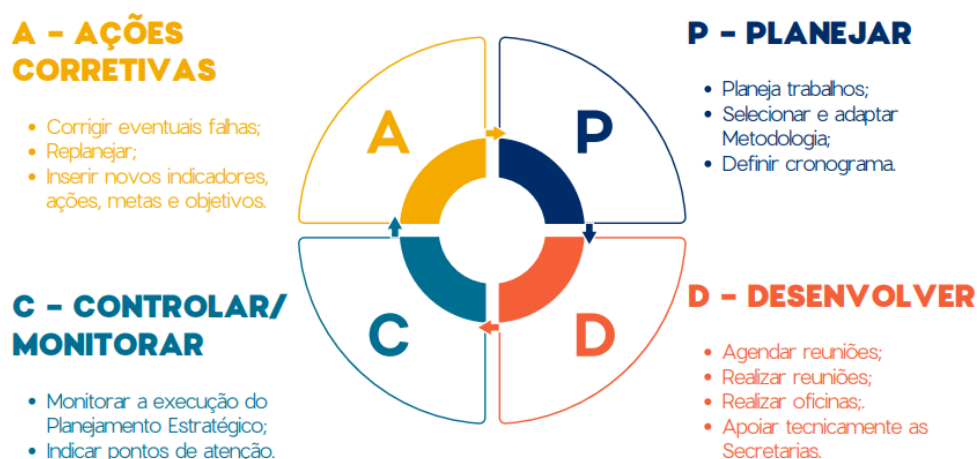 A – AÇÕES
CORRETIVAS
• Corrigir eventuais falhas;
• Replanejar;
• Inserir novos indicadores,
ações, metas e objetivos.
A
P
P – PLANEJAR
• Planeja trabalhos;
• Selecionar e adaptar
Metodologia;
• Definir cronograma.
C – CONTROLAR/
MONITORAR
• Monitorar a execução do
Planejamento Estratégico;
• Indicar pontos de atenção.
C
D
D – DESENVOLVER
• Agendar reuniões;
• Realizar reuniões;
• Realizar oficinas;.
• Apoiar tecnicamente as
Secretarias.